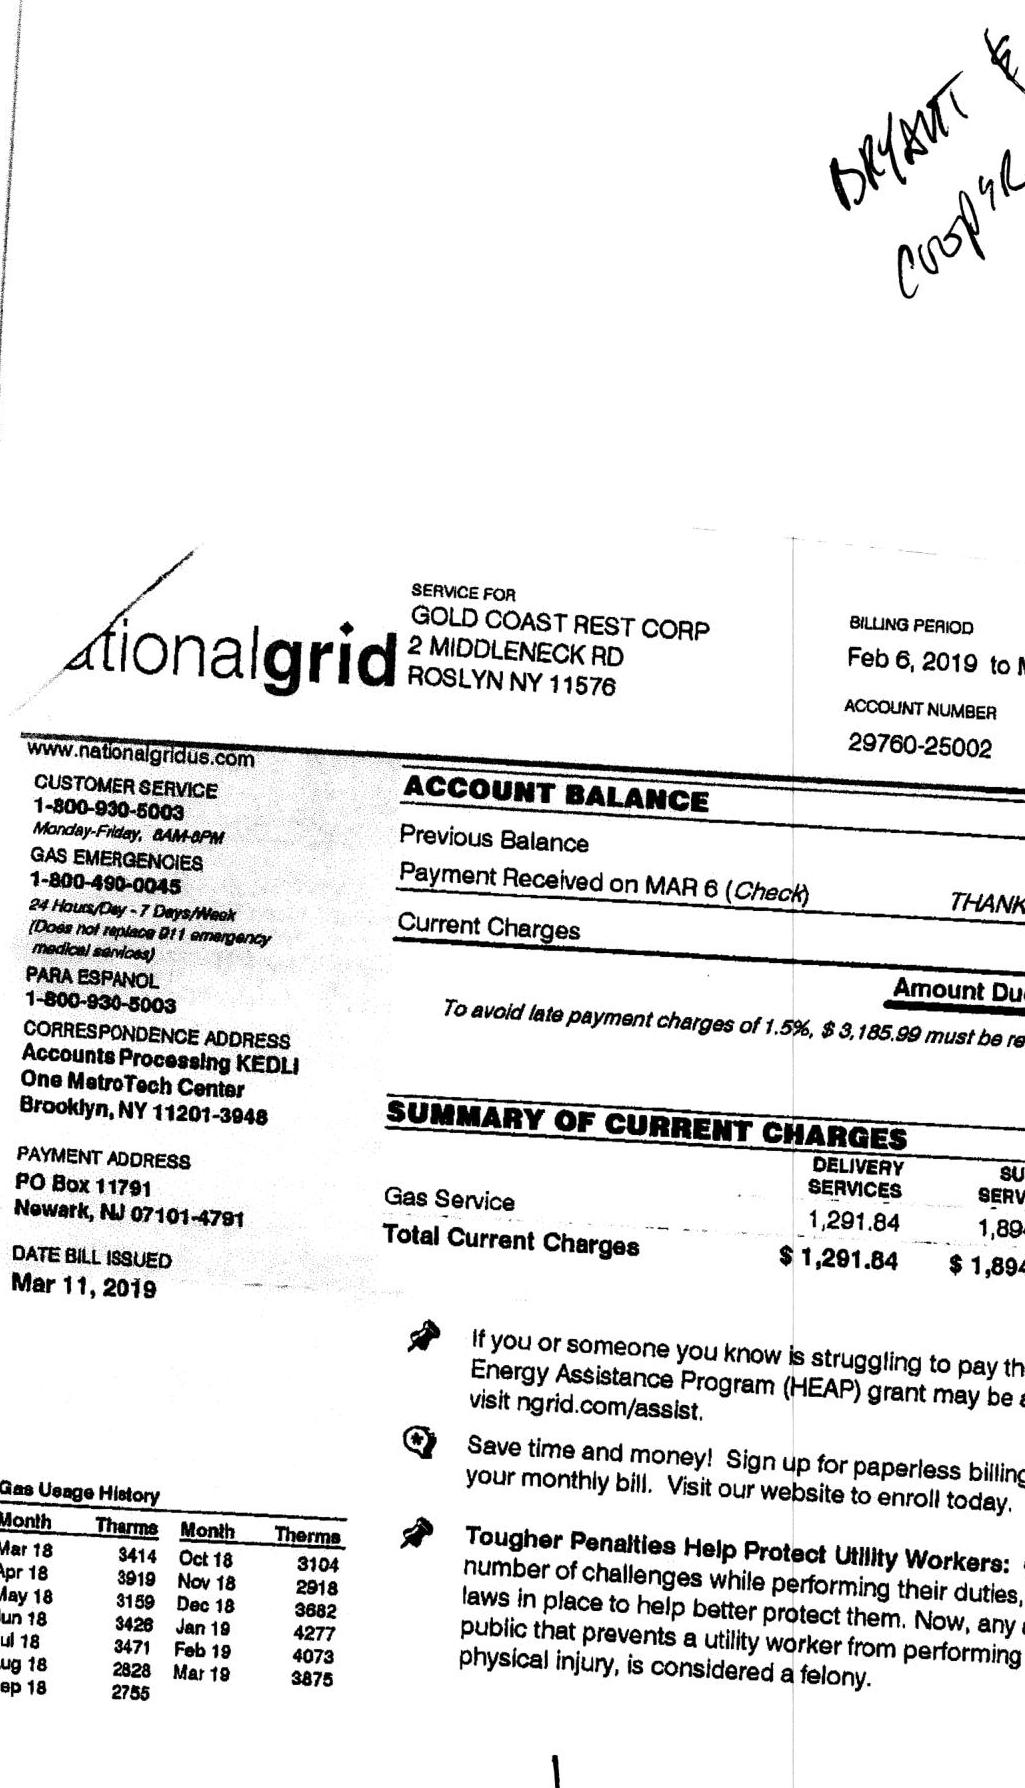 BRYANT &
COOPER
ationalgrid
SERVICE FOR
GOLD COAST REST CORP
2 MIDDLENECK RD
ROSLYN NY 11576
BILLING PERIOD
Feb 6, 2019 to M
ACCOUNT NUMBER
29760-25002
www.nationalgridus.com
CUSTOMER SERVICE
1-800-930-5003
Monday-Friday, 8AM-8PM
GAS EMERGENCIES
1-800-490-0045
24 Hours/Day - 7 Days/Week
(Does not replace 911 emergency
medical services)
PARA ESPANOL
1-800-930-5003
CORRESPONDENCE ADDRESS
Accounts Processing KEDLI
One MetroTech Center
Brooklyn, NY 11201-3948
PAYMENT ADDRESS
PO Box 11791
Newark, NJ 07101-4791
DATE BILL ISSUED
Mar 11, 2019
ACCOUNT BALANCE
Previous Balance
Payment Received on MAR 6 (Check) THANK
Current Charges
Amount Du
To avoid late payment charges of 1.5%, $ 3,185.99 must be re
SUMMARY OF CURRENT CHARGES
DELIVERY SU
SERVICES SERV
Gas Service 1,291.84 1,894
Total Current Charges $ 1,291.84 $ 1,894
If you or someone you know is struggling to pay th
Energy Assistance Program (HEAP) grant may be a
visit ngrid.com/assist.
Save time and money! Sign up for paperless billing
your monthly bill. Visit our website to enroll today.
Tougher Penalties Help Protect Utility Workers:
number of challenges while performing their duties,
laws in place to help better protect them. Now, any
public that prevents a utility worker from performing
physical injury, is considered a felony.
Gas Usage History
Month Therms Month Therms
Mar 18 3414 Oct 18 3104
Apr 18 3919 Nov 18 2918
May 18 3159 Dec 18 3682
un 18 3426 Jan 19 4277
ul 18 3471 Feb 19 4073
ug 18 2828 Mar 19 3875
ep 18 2755